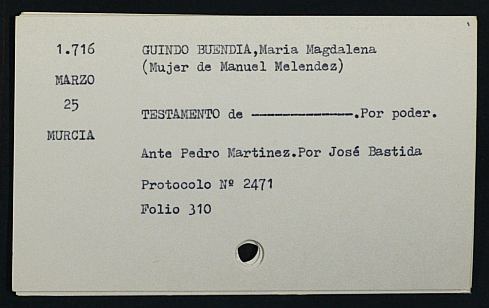 1.716
MARZO
25
MURCIA
GUINDO BUENDIA,Maria Magdalena
(Mujer de Manuel Melendez)
TESTAMENTO de -------------.Por poder.
Ante Pedro Martinez.Por José Bastida
Protocolo Nº 2471
Folio 310